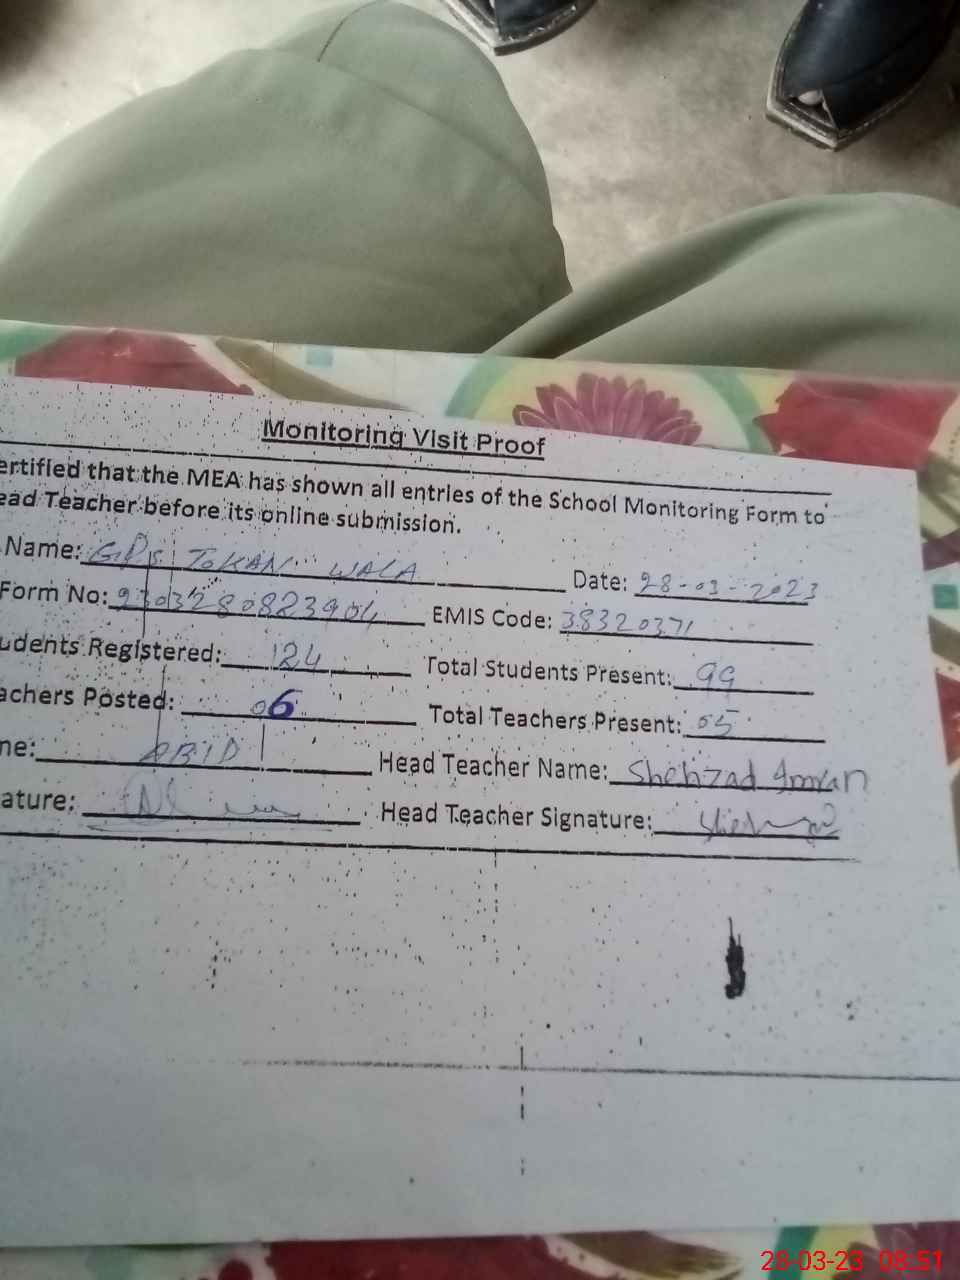 Monitoring Visit Proof
ertified that the MEA has shown all entries of the School Monitoring Form to
ead Teacher before its online submission.
Name: GPS TOKAN WALA Date: 28-03-2023
Form No: EMIS Code: 38320371
udents Registered: 124 Total Students Present: 99
achers Posted: 06 Total Teachers Present: 05
ne: ABID Head Teacher Name: Shehzad Imran
ature: Head Teacher Signature:
28-03-23 08:51